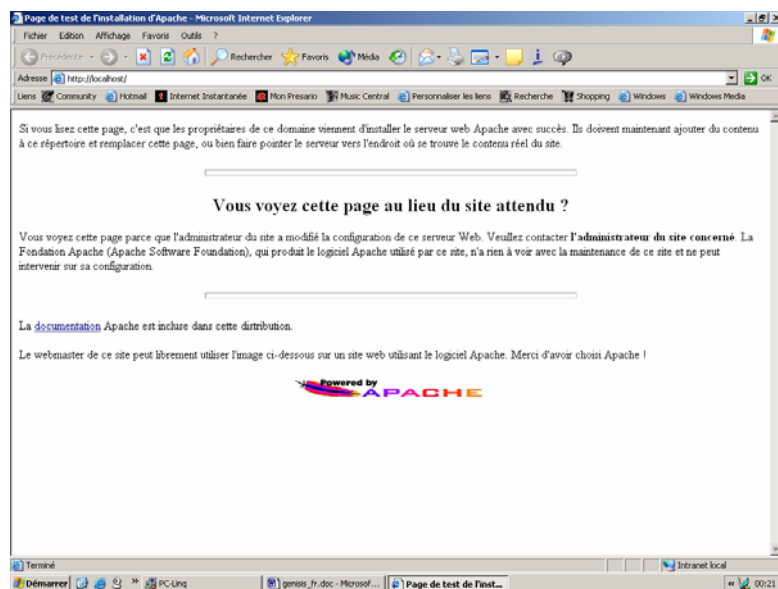 Page de test de l'installation d'Apache - Microsoft Internet Explorer
Fichier Edition Affichage Favoris Outils ?
Précédente Rechercher Favoris Média
Adresse http://localhost/ OK
Liens Community Hotmail Internet Instantanée Mon Presario Music Central Personnaliser les liens Recherche Shopping Windows Windows Media
Si vous lisez cette page, c'est que les propriétaires de ce domaine viennent d'installer le serveur web Apache avec succès. Ils doivent maintenant ajouter du contenu
à ce répertoire et remplacer cette page, ou bien faire pointer le serveur vers l'endroit où se trouve le contenu réel du site.
Vous voyez cette page au lieu du site attendu ?
Vous voyez cette page parce que l'administrateur du site a modifié la configuration de ce serveur Web. Veuillez contacter l'administrateur du site concerné. La
Fondation Apache (Apache Software Foundation), qui produit le logiciel Apache utilisé par ce site, n'a rien à voir avec la maintenance de ce site et ne peut
intervenir sur sa configuration.
La documentation Apache est incluse dans cette distribution.
Le webmaster de ce site peut librement utiliser l'image ci-dessous sur un site web utilisant le logiciel Apache. Merci d'avoir choisi Apache !
Powered by
APACHE
Terminé Intranet local
Démarrer » PC-Linq genisis_fr.doc - Microsof... Page de test de l'inst... « 00:21